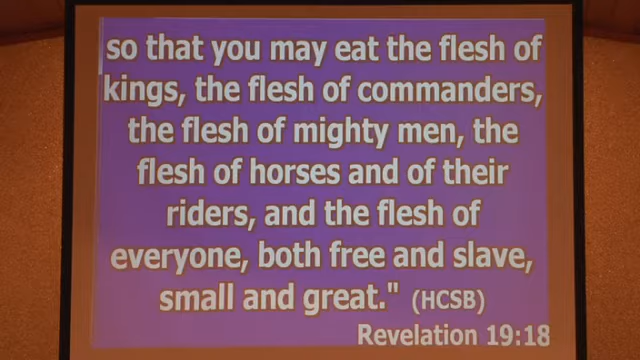 so that you may eat the flesh of
kings, the flesh of commanders,
the flesh of mighty men, the
flesh of horses and of their
riders, and the flesh of
everyone, both free and slave,
small and great." (HCSB)
Revelation 19:18